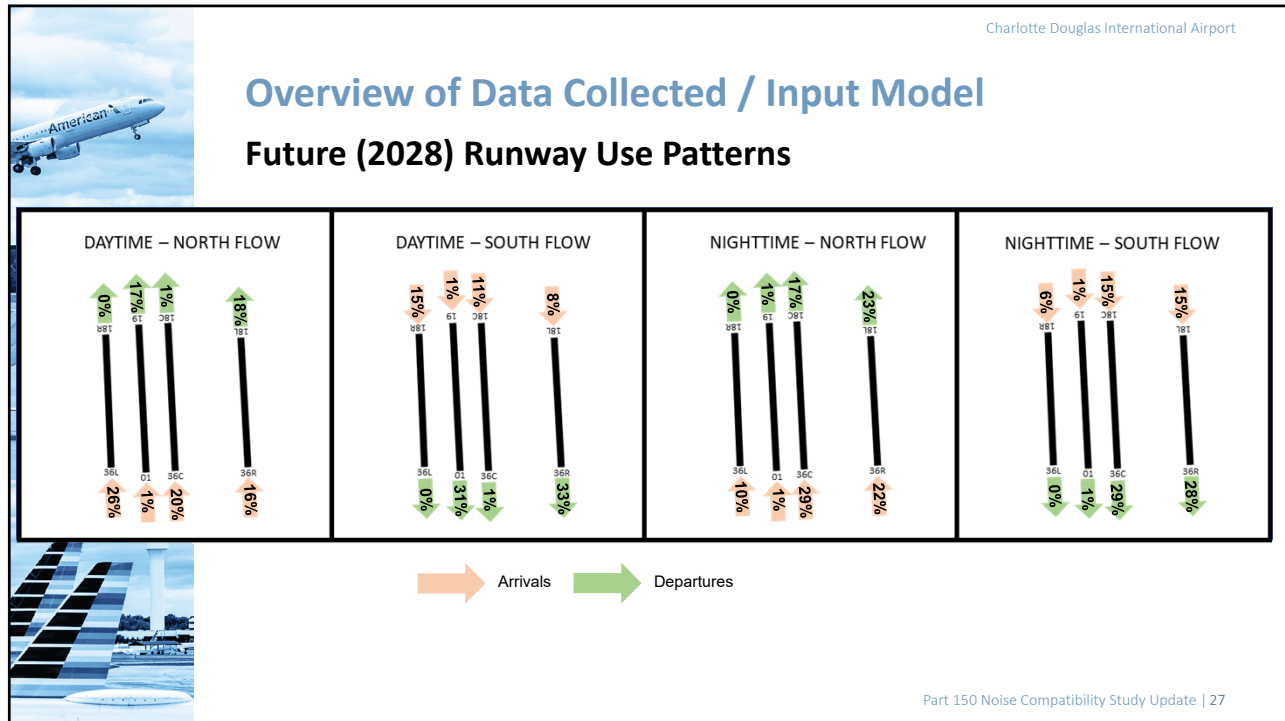 Charlotte Douglas International Airport
American
Overview of Data Collected / Input Model
Future (2028) Runway Use Patterns
DAYTIME – NORTH FLOW
0% 17% 1% 18%
18R 19 18C 18L
36L 01 36C 36R
26% 1% 20% 16%
DAYTIME – SOUTH FLOW
15% 1% 11% 8%
18R 19 18C 18L
36L 01 36C 36R
0% 31% 1% 33%
NIGHTTIME – NORTH FLOW
0% 1% 17% 23%
18R 19 18C 18L
36L 01 36C 36R
10% 1% 29% 22%
NIGHTTIME – SOUTH FLOW
6% 1% 15% 15%
18R 19 18C 18L
36L 01 36C 36R
0% 1% 29% 28%
Arrivals Departures
Part 150 Noise Compatibility Study Update | 27